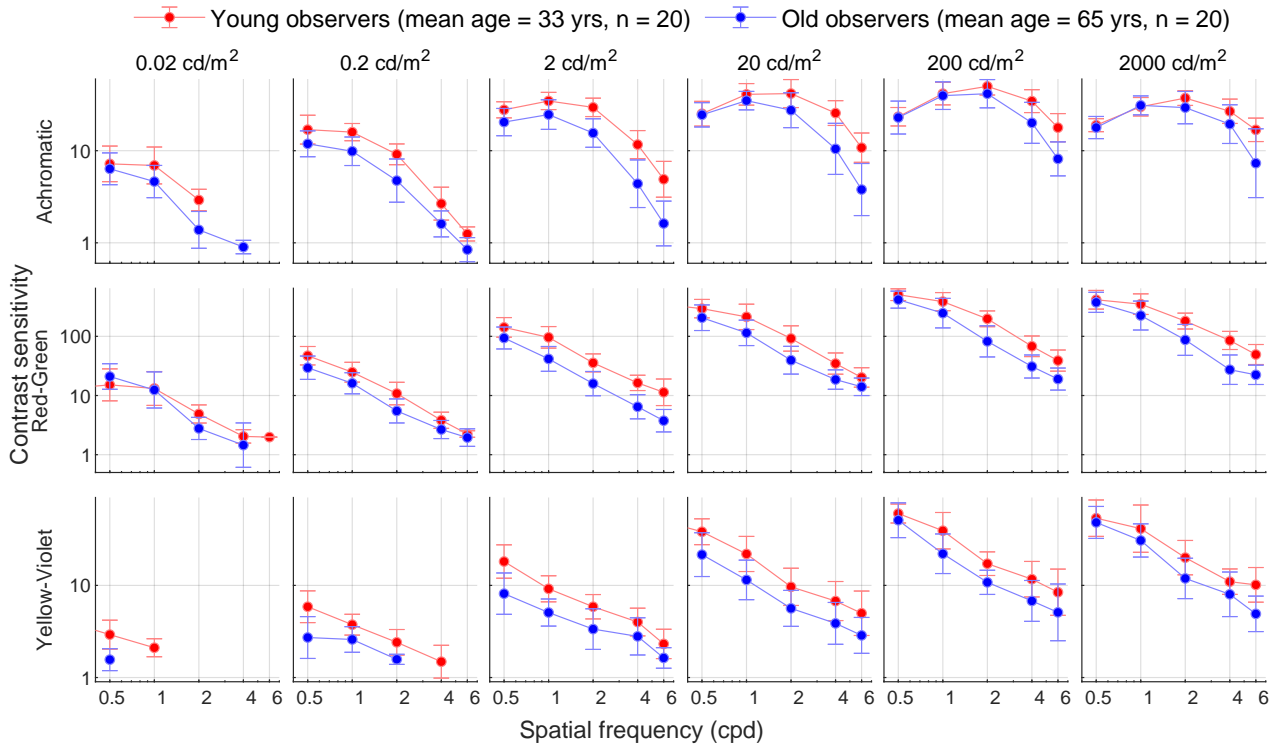 Young observers (mean age = 33 yrs, n = 20) Old observers (mean age = 65 yrs, n = 20)
0.02 cd/m² 0.2 cd/m² 2 cd/m² 20 cd/m² 200 cd/m² 2000 cd/m²
Contrast sensitivity
Achromatic
10
1
Red-Green
100
10
1
Yellow-Violet
10
1
0.5 1 2 4 6 0.5 1 2 4 6 0.5 1 2 4 6 0.5 1 2 4 6 0.5 1 2 4 6 0.5 1 2 4 6
Spatial frequency (cpd)